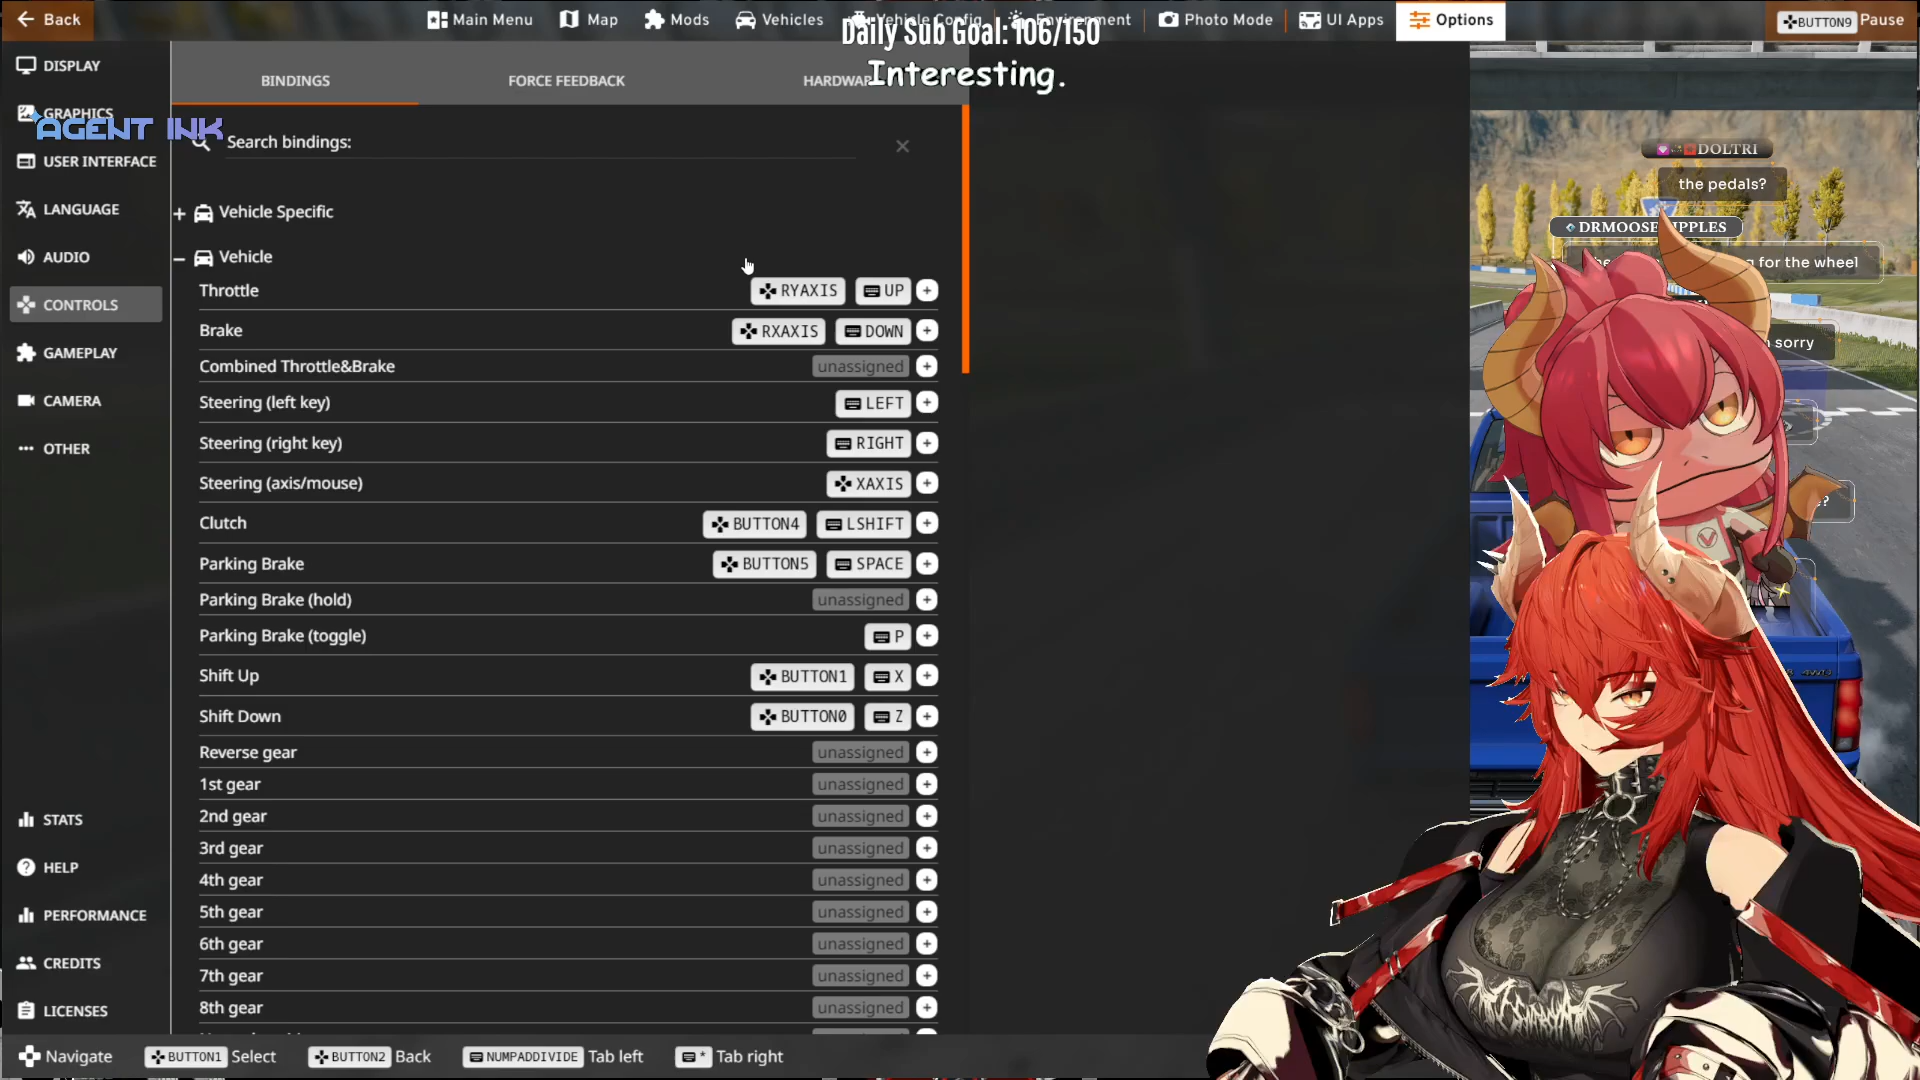 Back
Main Menu
Map
Mods
Vehicles
Vehicle Config
Environment
Photo Mode
UI Apps
Options
BUTTON9 Pause
Daily Sub Goal: 106/150
Interesting.
DISPLAY
GRAPHICS
AGENT INK
USER INTERFACE
LANGUAGE
AUDIO
CONTROLS
GAMEPLAY
CAMERA
OTHER
STATS
HELP
PERFORMANCE
CREDITS
LICENSES
BINDINGS
FORCE FEEDBACK
Search bindings:
Vehicle Specific
Vehicle
Throttle RYAXIS UP
Brake RXAXIS DOWN
Combined Throttle&Brake unassigned
Steering (left key) LEFT
Steering (right key) RIGHT
Steering (axis/mouse) XAXIS
Clutch BUTTON4 LSHIFT
Parking Brake BUTTON5 SPACE
Parking Brake (hold) unassigned
Parking Brake (toggle) P
Shift Up BUTTON1 X
Shift Down BUTTON0 Z
Reverse gear unassigned
1st gear unassigned
2nd gear unassigned
3rd gear unassigned
4th gear unassigned
5th gear unassigned
6th gear unassigned
7th gear unassigned
8th gear unassigned
Navigate
BUTTON1 Select
BUTTON2 Back
NUMPADDIVIDE Tab left
* Tab right
DOLTRI
the pedals?
for the wheel
sorry